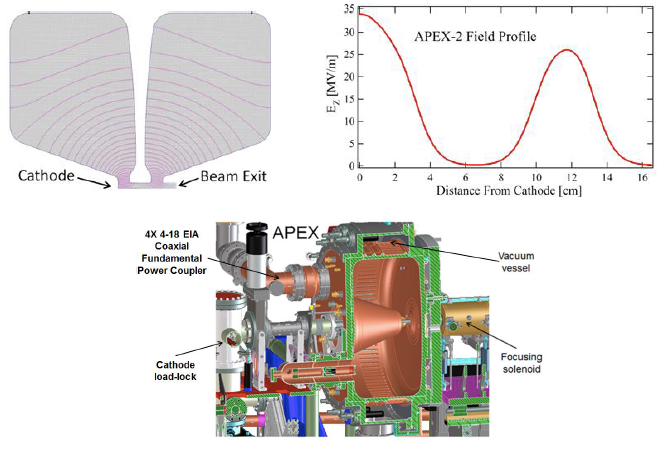 Cathode
Beam Exit
APEX-2 Field Profile
35
30
25
20
15
10
5
0
E_Z [MV/m]
0 2 4 6 8 10 12 14 16
Distance From Cathode [cm]
4X 4-18 EIA
Coaxial
Fundamental
Power Coupler
APEX
Vacuum
vessel
Cathode
load-lock
Focusing
solenoid